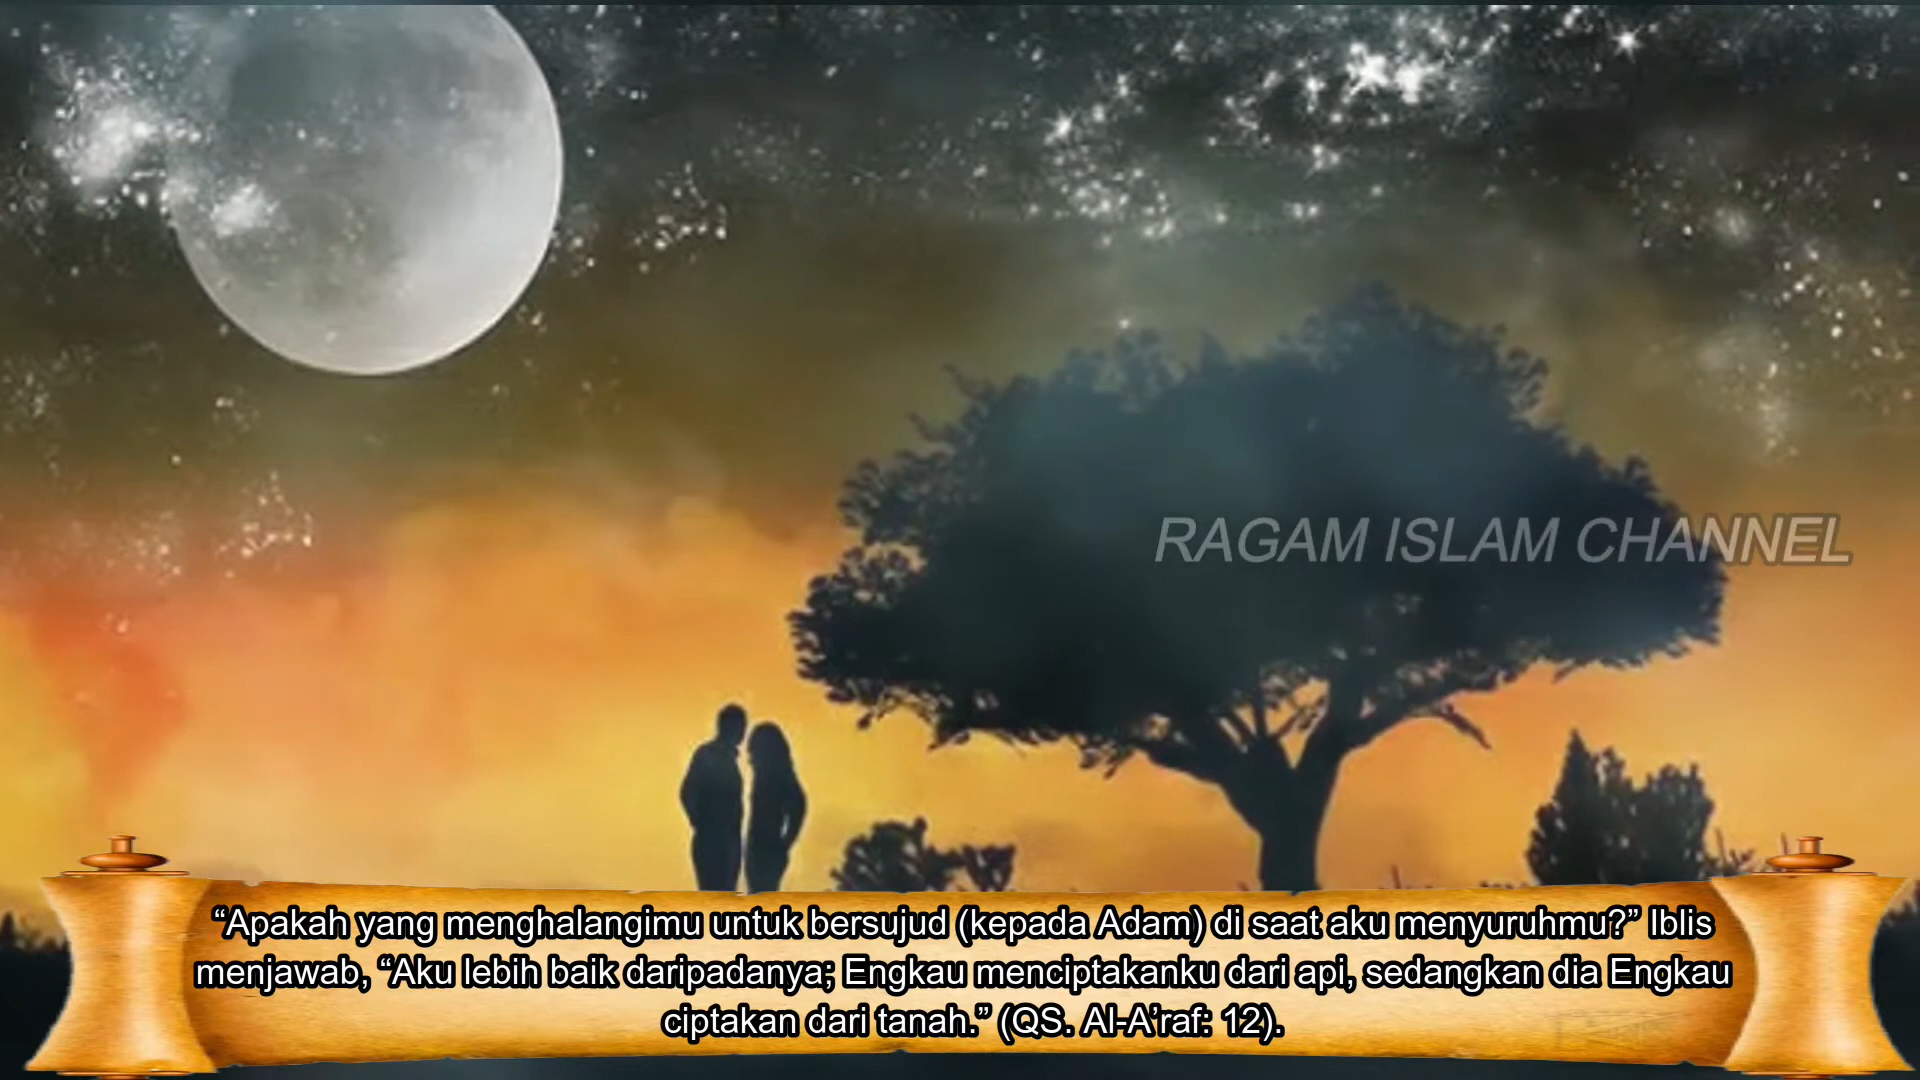 RAGAM ISLAM CHANNEL
“Apakah yang menghalangimu untuk bersujud (kepada Adam) di saat aku menyuruhmu?” Iblis
menjawab, “Aku lebih baik daripadanya; Engkau menciptakanku dari api, sedangkan dia Engkau
ciptakan dari tanah.” (QS. Al-A’raf: 12).